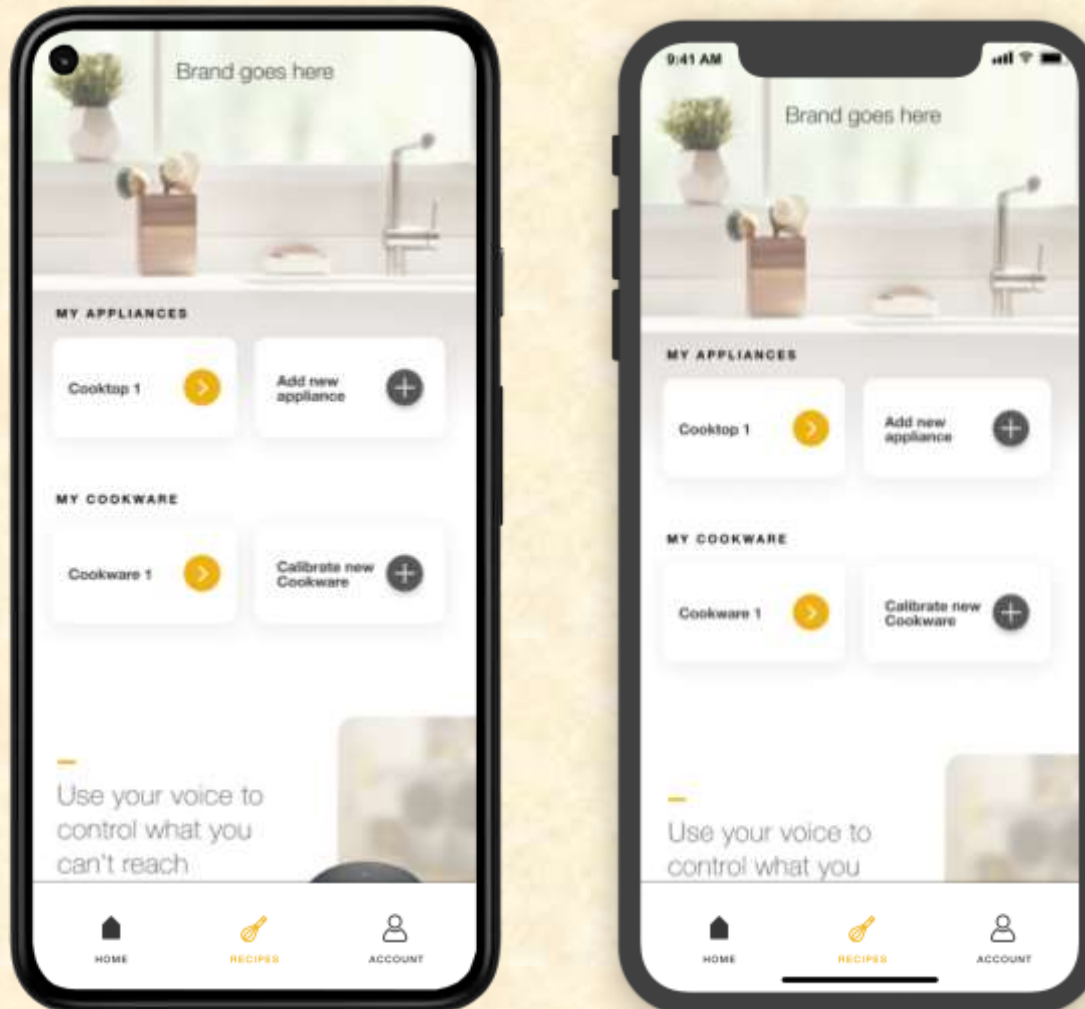 Brand goes here
MY APPLIANCES
Cooktop 1
Add new
appliance
MY COOKWARE
Cookware 1
Calibrate new
Cookware
Use your voice to
control what you
can't reach
HOME
RECIPES
ACCOUNT
9:41 AM
Brand goes here
MY APPLIANCES
Cooktop 1
Add new
appliance
MY COOKWARE
Cookware 1
Calibrate new
Cookware
Use your voice to
control what you
HOME
RECIPES
ACCOUNT